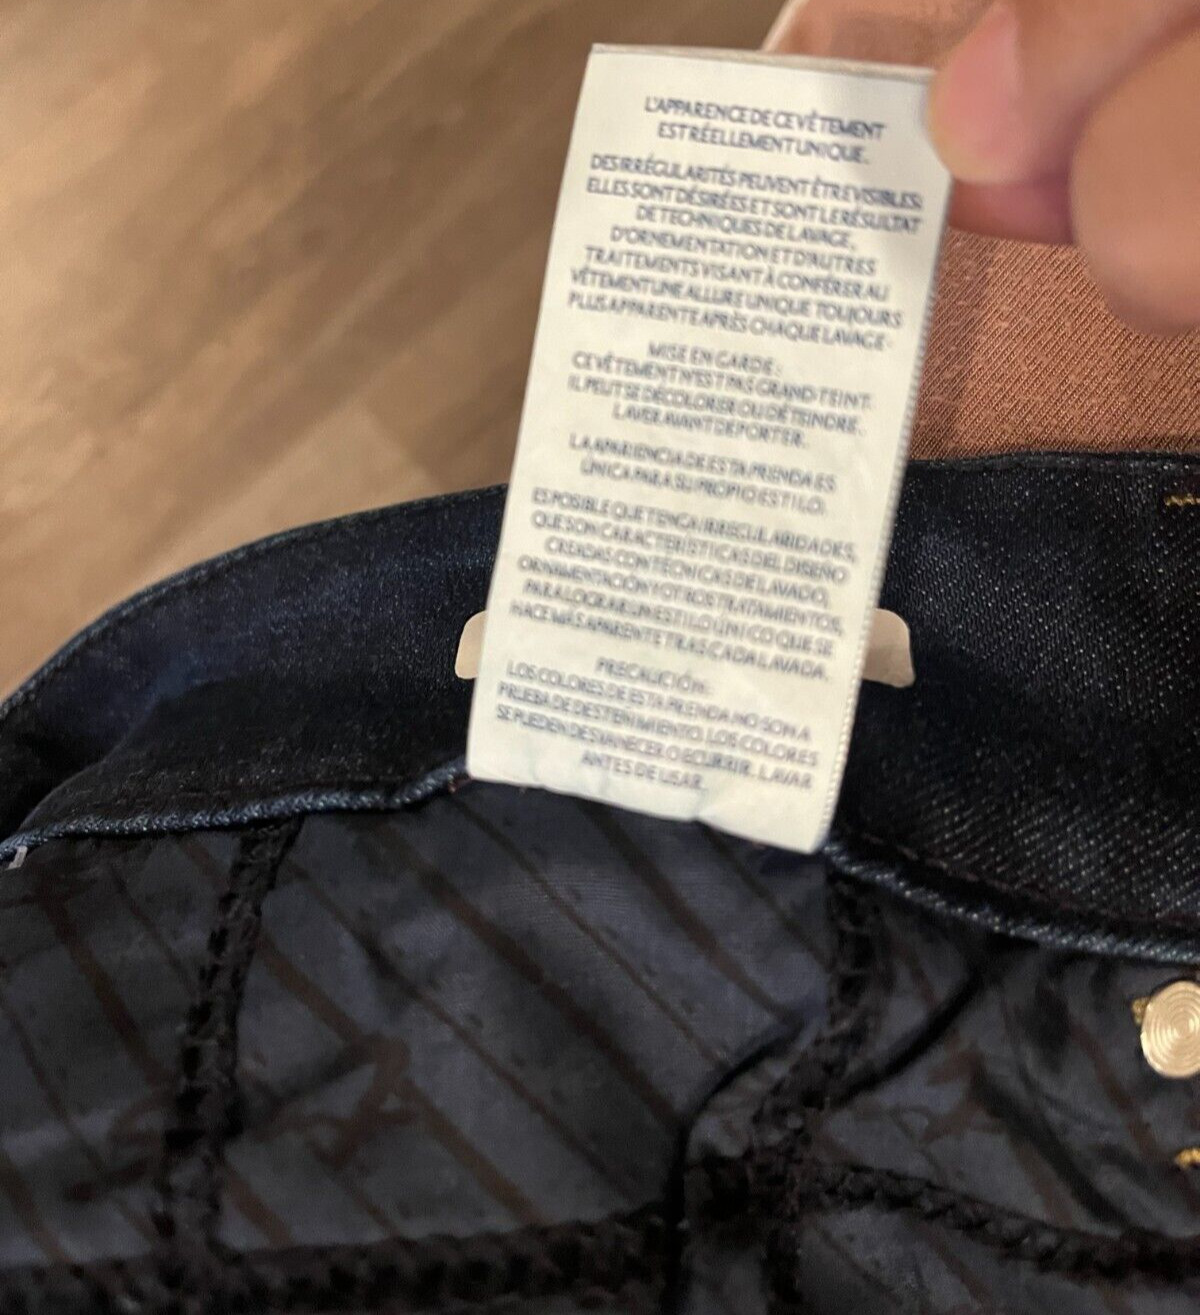 L'APPARENCE DE CE VÊTEMENT
EST RÉELLEMENT UNIQUE.
DES IRRÉGULARITÉS PEUVENT ÊTRE VISIBLES:
ELLES SONT DÉSIRÉES ET SONT LE RÉSULTAT
DE TECHNIQUES DE LAVAGE,
D'ORNEMENTATION ET D'AUTRES
TRAITEMENTS VISANT À CONFÉRER AU
VÊTEMENT UNE ALLURE UNIQUE TOUJOURS
PLUS APPARENTE APRÈS CHAQUE LAVAGE.
MISE EN GARDE:
CE VÊTEMENT N'EST PAS GRAND-TEINT.
IL PEUT SE DÉCOLORER OU DÉTEINDRE.
LAVER AVANT DE PORTER.
LA APARIENCIA DE ESTA PRENDA ES
ÚNICA PARA SU PROPIO ESTILO.
ES POSIBLE QUE TENGA IRREGULARIDADES,
QUE SON CARACTERÍSTICAS DEL DISEÑO
CREADAS CON TECNICAS DE LAVADO,
ORNAMENTACIÓN Y OTROS TRATAMIENTOS,
PARA LOGRAR UN ESTILO ÚNICO QUE SE
HACE MÁS APARENTE TRAS CADA LAVADA.
PRECAUCIÓN:
LOS COLORES DE ESTA PRENDA NO SON A
PRUEBA DE DESTEÑIMIENTO. LOS COLORES
SE PUEDEN DESVANECER O ECURRIR. LAVAR
ANTES DE USAR.